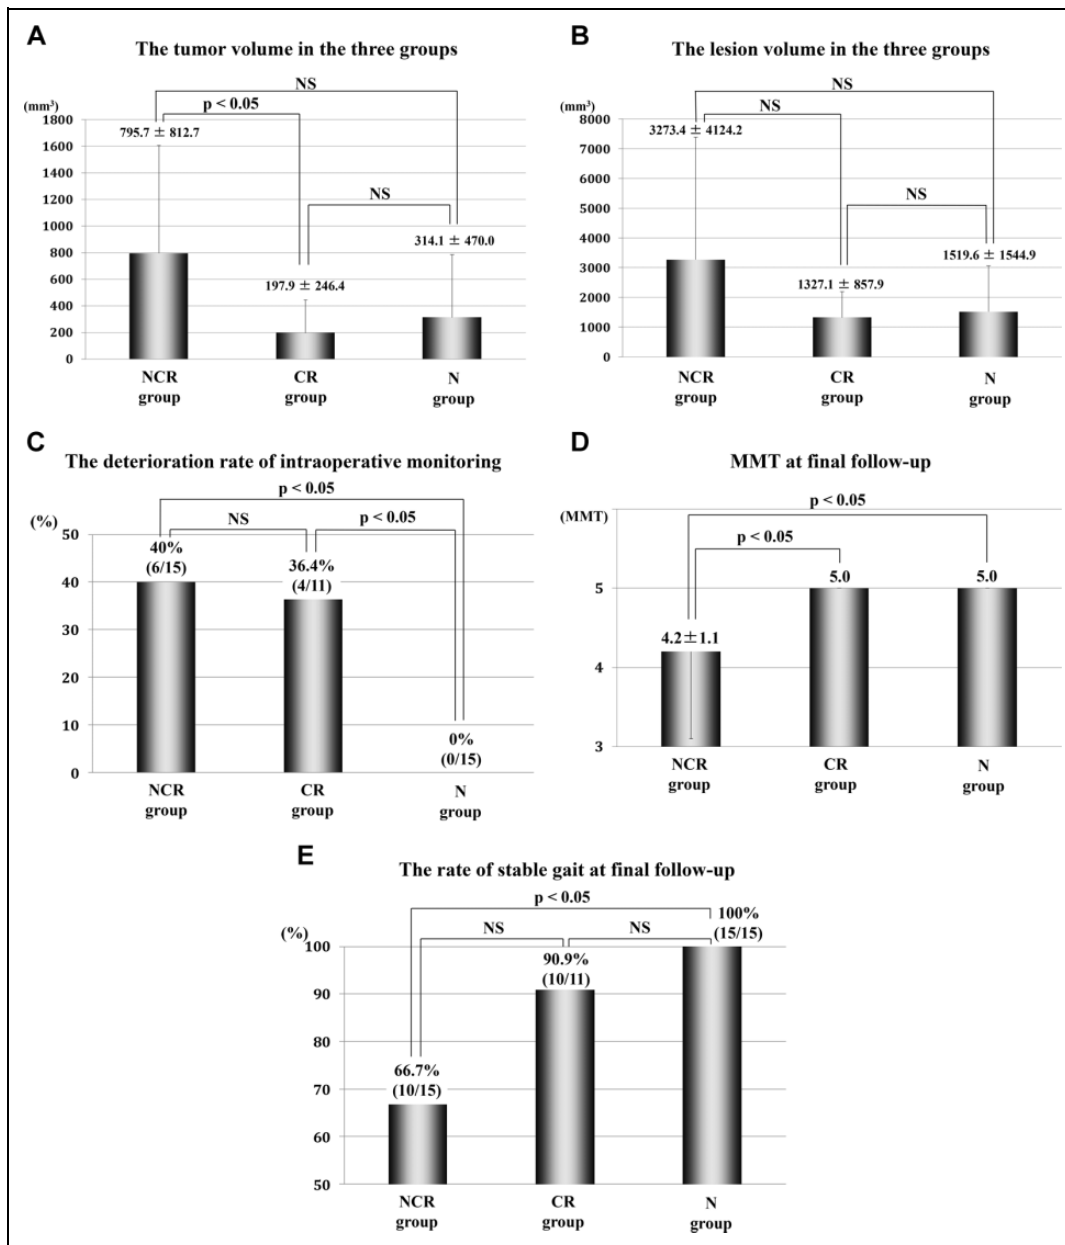 A
The tumor volume in the three groups
NS
(mm³)
p < 0.05
1800
795.7 ± 812.7
1600
1400
1200
1000
NS
800
314.1 ± 470.0
600
197.9 ± 246.4
400
200
0
NCR
group
CR
group
N
group
B
The lesion volume in the three groups
NS
(mm³)
NS
8000
3273.4 ± 4124.2
7000
6000
NS
5000
4000
1519.6 ± 1544.9
3000
1327.1 ± 857.9
2000
1000
0
NCR
group
CR
group
N
group
C
The deterioration rate of intraoperative monitoring
p < 0.05
(%)
NS
p < 0.05
50
40%
(6/15)
36.4%
(4/11)
40
30
20
10
0%
(0/15)
0
NCR
group
CR
group
N
group
D
MMT at final follow-up
p < 0.05
(MMT)
p < 0.05
5.0
5.0
5
4.2±1.1
4
3
NCR
group
CR
group
N
group
E
The rate of stable gait at final follow-up
p < 0.05
100%
(15/15)
(%)
NS
NS
100
90.9%
(10/11)
90
80
66.7%
(10/15)
70
60
50
NCR
group
CR
group
N
group